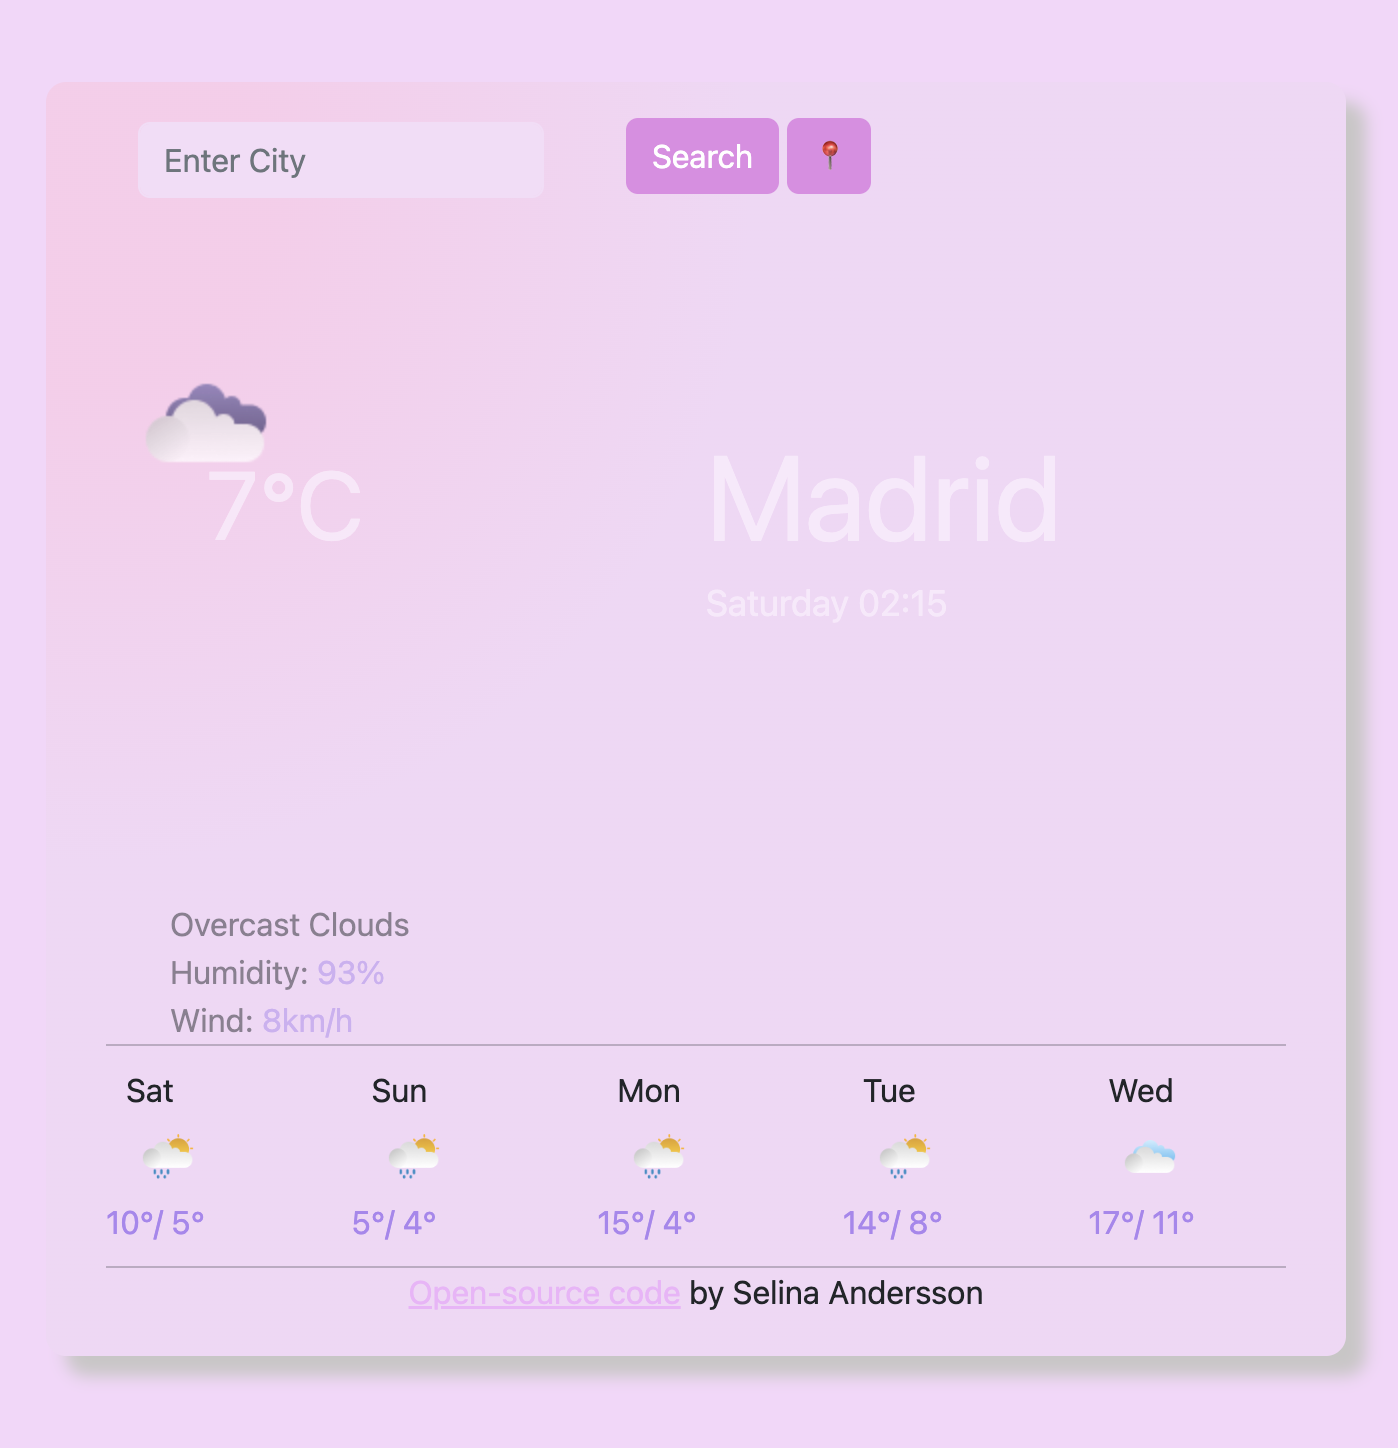 Enter City
Search
7°C
Madrid
Saturday 02:15
Overcast Clouds
Humidity: 93%
Wind: 8km/h
Sat Sun Mon Tue Wed
10°/ 5° 5°/ 4° 15°/ 4° 14°/ 8° 17°/ 11°
Open-source code by Selina Andersson